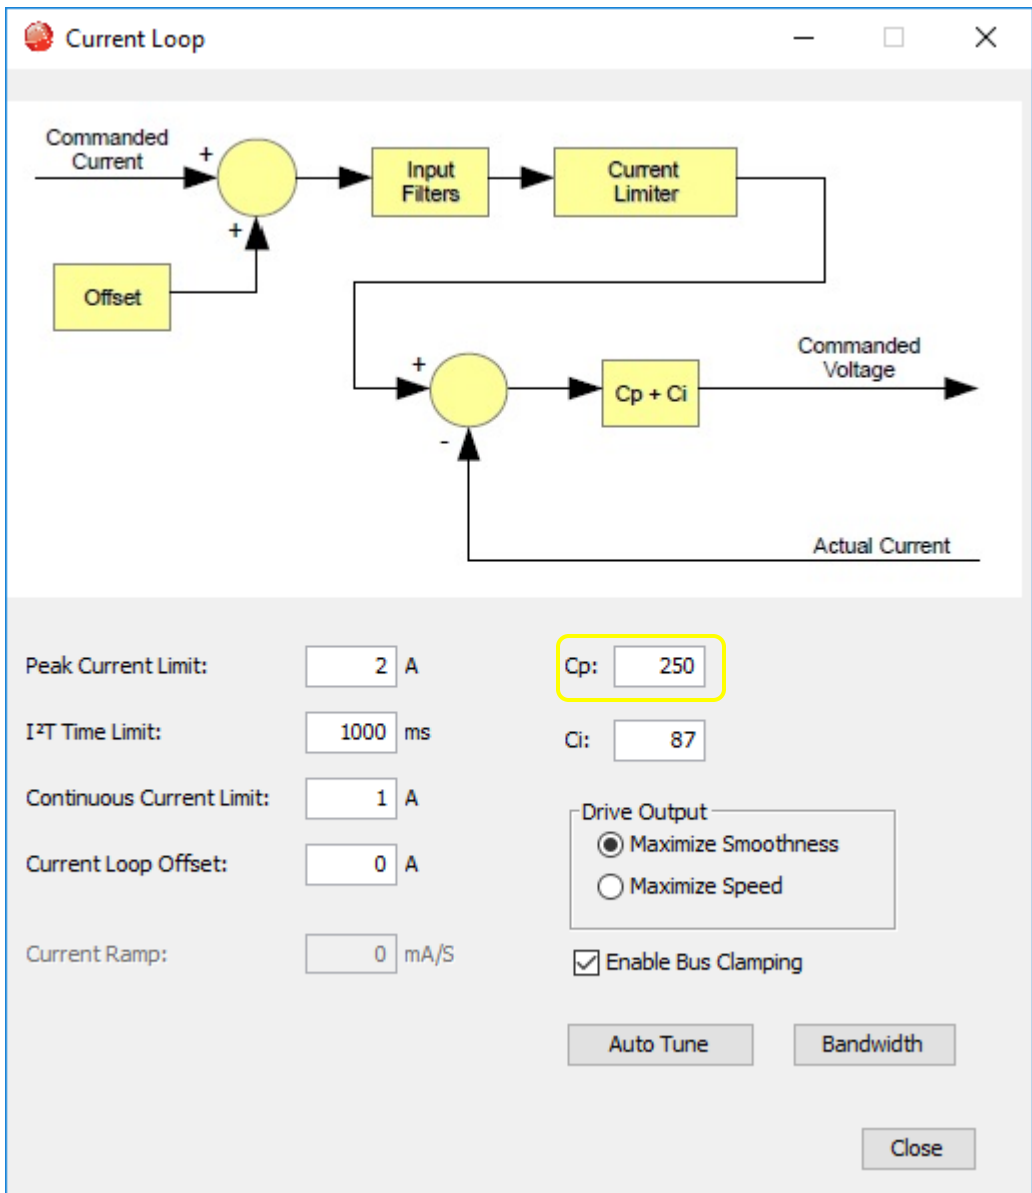 Current Loop
Commanded
Current
+
+
Offset
Input
Filters
Current
Limiter
+
-
Cp + Ci
Commanded
Voltage
Actual Current
Peak Current Limit: 2 A
I²T Time Limit: 1000 ms
Continuous Current Limit: 1 A
Current Loop Offset: 0 A
Current Ramp: 0 mA/S
Cp: 250
Ci: 87
Drive Output
Maximize Smoothness
Maximize Speed
Enable Bus Clamping
Auto Tune
Bandwidth
Close